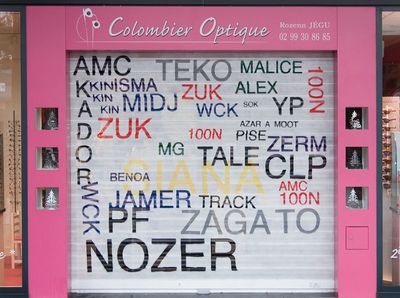 Colombier Optique
Rozenn JÉGU
02 99 30 86 85
AMC TEKO MALICE
KINISMA ZUK ALEX 100N
KIN MIDJ WCK SOK YP
KIN
KADOR
ZUK 100N AZAR A MOOT
PISE
MG TALE ZERM
BENOA SIANA CLP
WCK JAMER TRACK AMC
100N
PF ZAGATO
NOZER